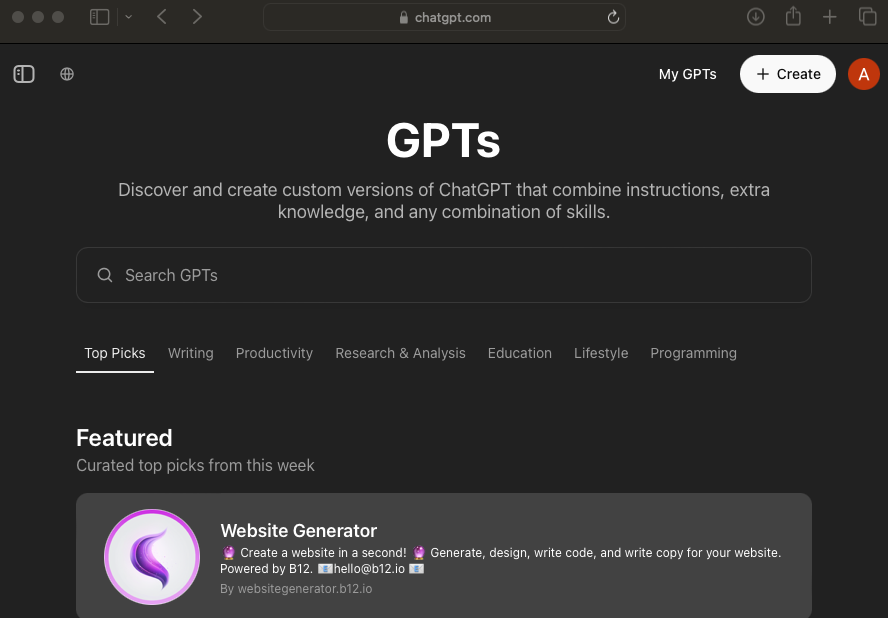 chatgpt.com
My GPTs
+ Create
A
GPTs
Discover and create custom versions of ChatGPT that combine instructions, extra
knowledge, and any combination of skills.
Search GPTs
Top Picks Writing Productivity Research & Analysis Education Lifestyle Programming
Featured
Curated top picks from this week
Website Generator
🔮 Create a website in a second! 🔮 Generate, design, write code, and write copy for your website.
Powered by B12. 📧hello@b12.io 📧
By websitegenerator.b12.io